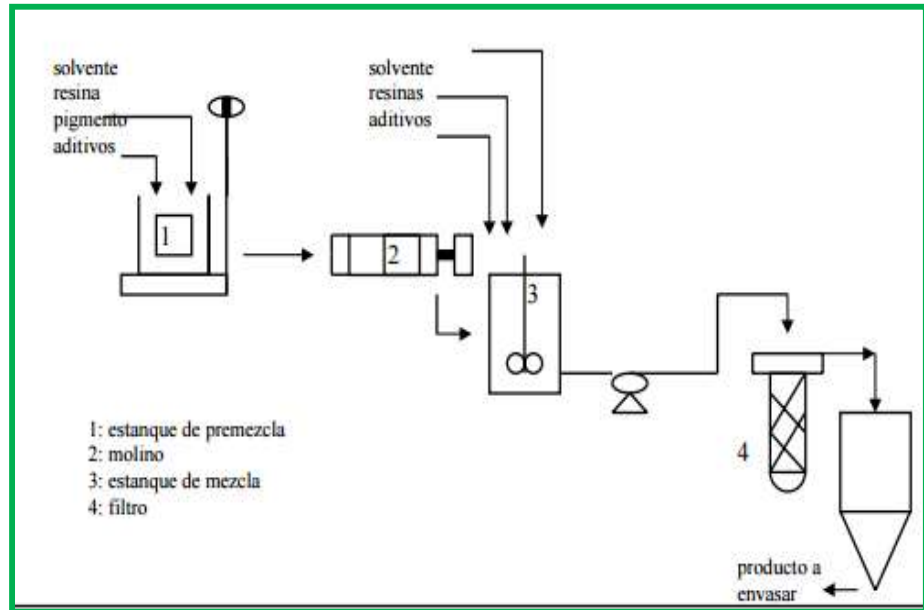 solvente
resina
pigmento
aditivos
solvente
resinas
aditivos
1
2
3
4
1: estanque de premezcla
2: molino
3: estanque de mezcla
4: filtro
producto a
envasar